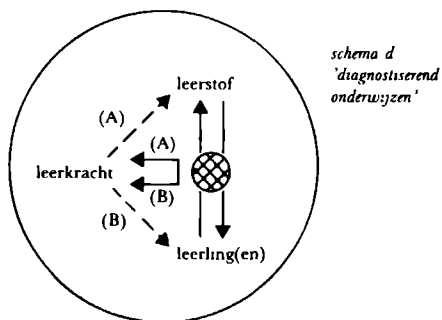 schema d
'diagnostiserend
onderwijzen'
leerstof
(A)
(A)
leerkracht
(B)
(B)
leerling(en)